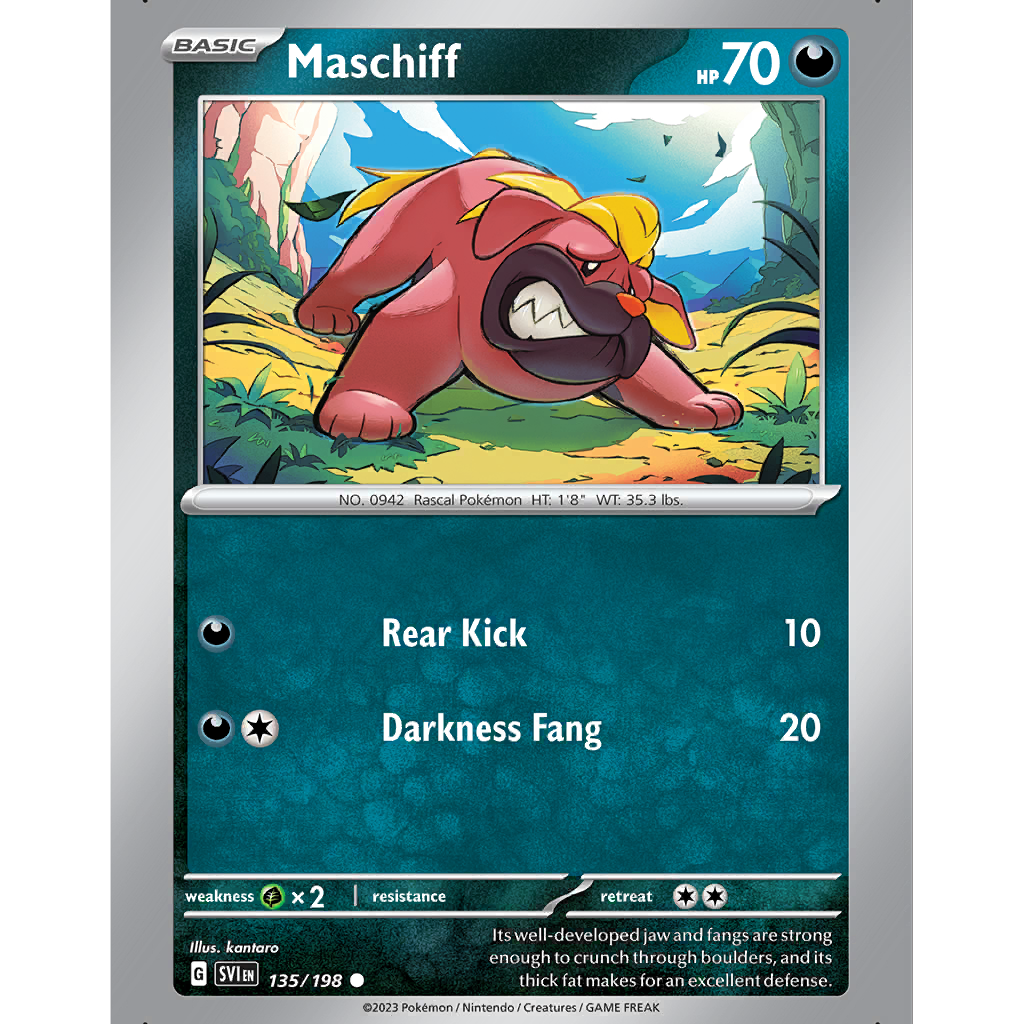 BASIC
Maschiff
HP 70
NO. 0942 Rascal Pokémon HT: 1'8" WT: 35.3 lbs.
Rear Kick 10
Darkness Fang 20
weakness ×2 | resistance retreat
Illus. kantaro
Its well-developed jaw and fangs are strong
enough to crunch through boulders, and its
thick fat makes for an excellent defense.
G SVI EN 135/198
©2023 Pokémon / Nintendo / Creatures / GAME FREAK